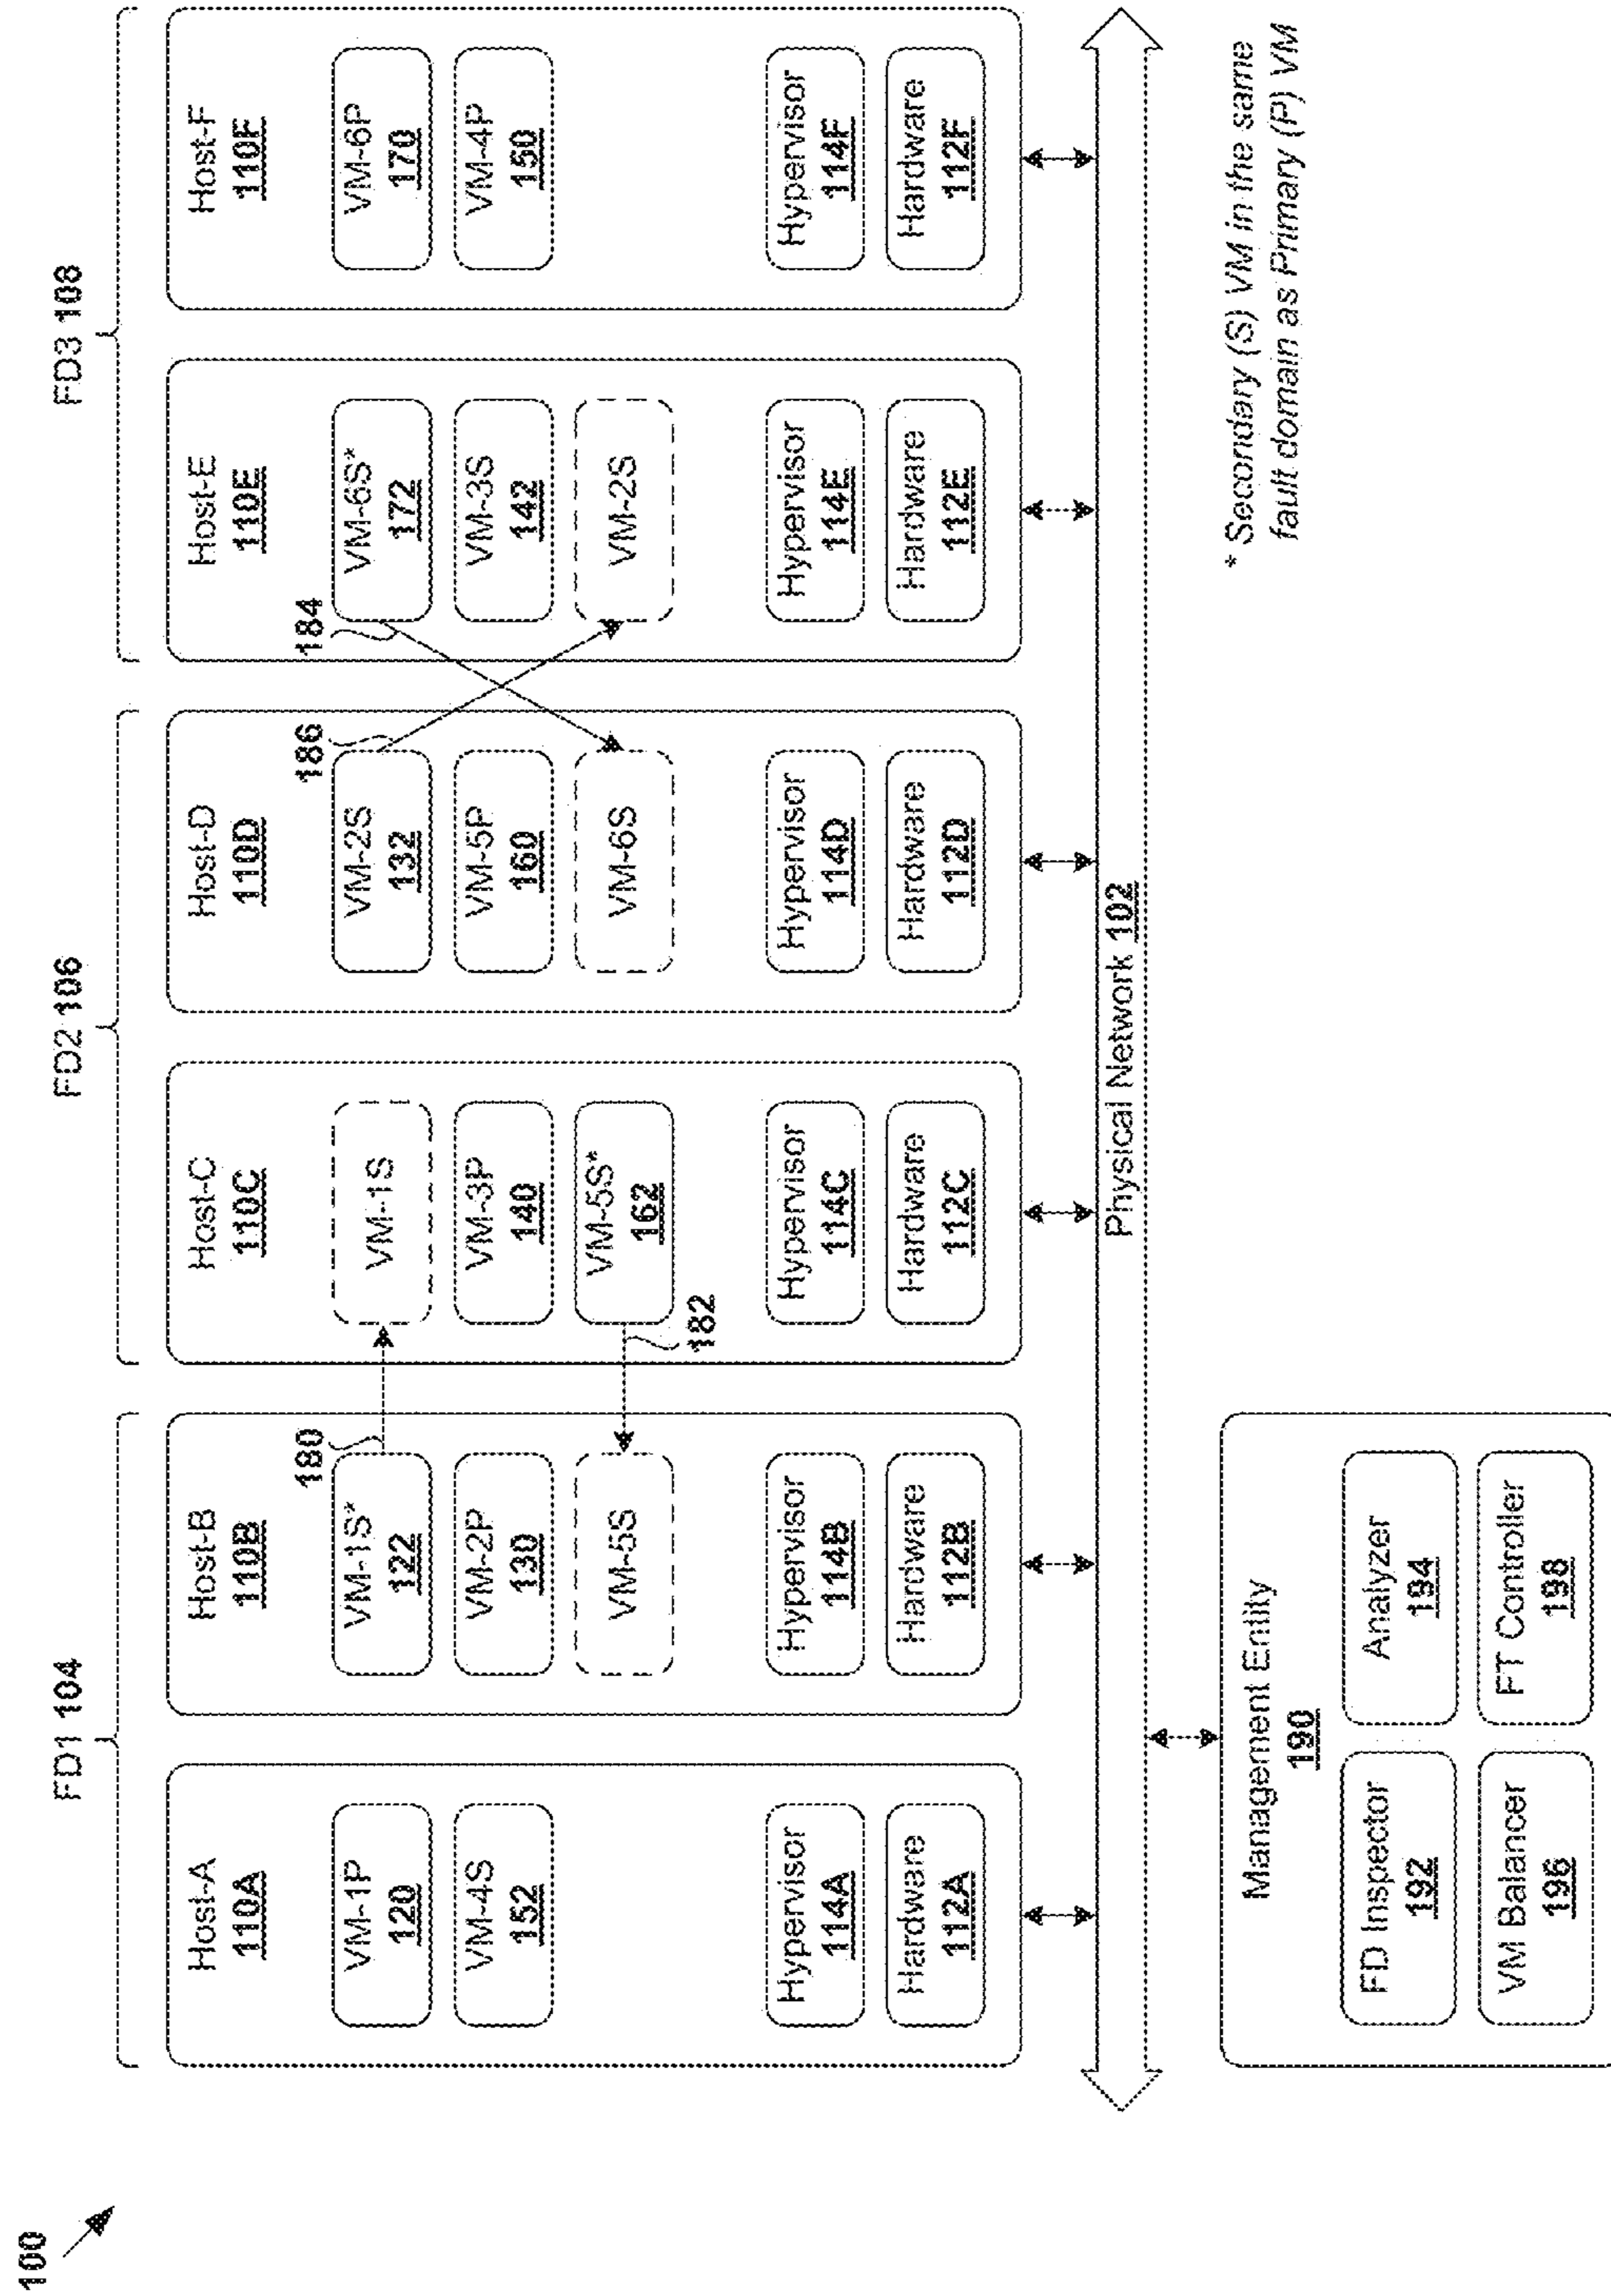 100
FD1 104
FD2 106
FD3 108
Host-A
110A
VM-1P
120
VM-4S
152
Hypervisor
114A
Hardware
112A
Host-B
110B
180
VM-1S*
122
VM-2P
130
VM-5S
Hypervisor
114B
Hardware
112B
Host-C
110C
VM-1S
VM-3P
140
VM-5S*
162
182
Hypervisor
114C
Hardware
112C
Host-D
110D
186
VM-2S
132
VM-5P
160
VM-6S
Hypervisor
114D
Hardware
112D
Host-E
110E
184
VM-6S*
172
VM-3S
142
VM-2S
Hypervisor
114E
Hardware
112E
Host-F
110F
VM-6P
170
VM-4P
150
Hypervisor
114F
Hardware
112F
Physical Network 102
Management Entity
190
FD Inspector
192
Analyzer
194
VM Balancer
196
FT Controller
198
* Secondary (S) VM in the same
fault domain as Primary (P) VM